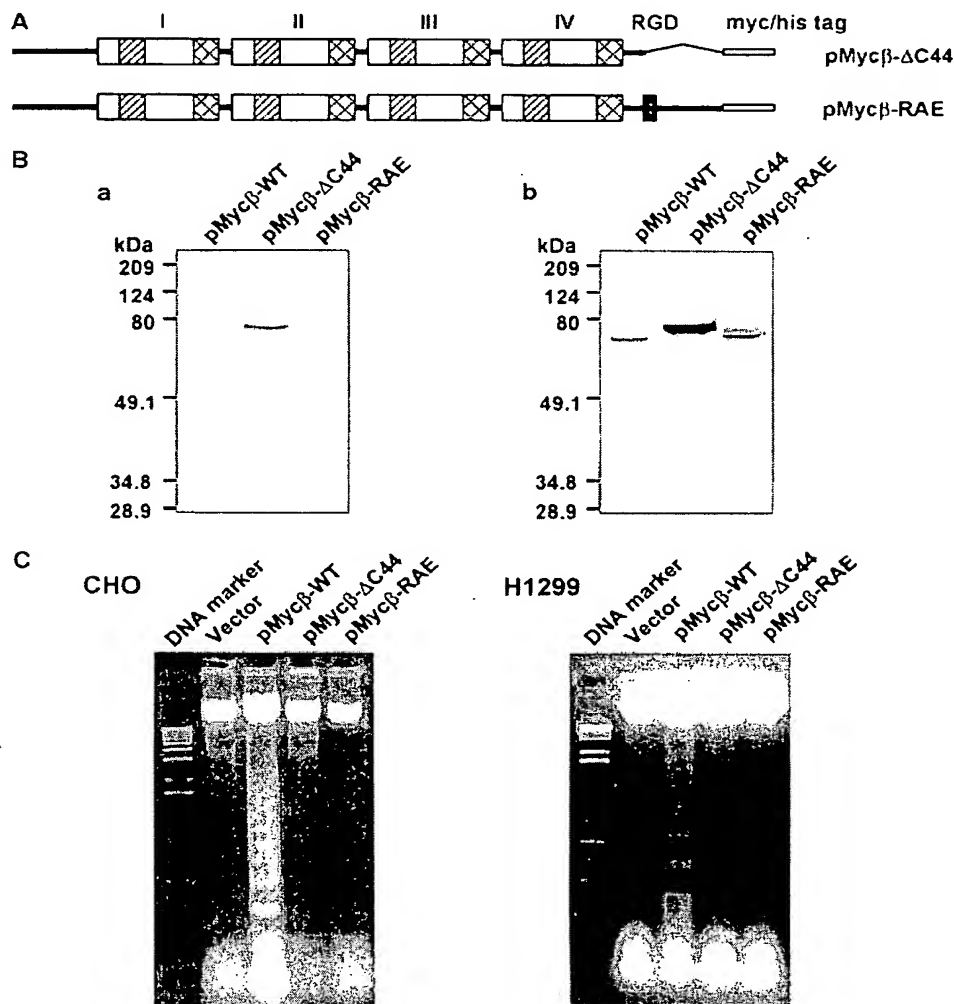 A I II III IV RGD myc/his tag
pMycβ-ΔC44
pMycβ-RAE
B
a
pMycβ-WT
pMycβ-ΔC44
pMycβ-RAE
kDa
209
124
80
49.1
34.8
28.9
b
pMycβ-WT
pMycβ-ΔC44
pMycβ-RAE
kDa
209
124
80
49.1
34.8
28.9
C
CHO
DNA marker
Vector
pMycβ-WT
pMycβ-ΔC44
pMycβ-RAE
H1299
DNA marker
Vector
pMycβ-WT
pMycβ-ΔC44
pMycβ-RAE